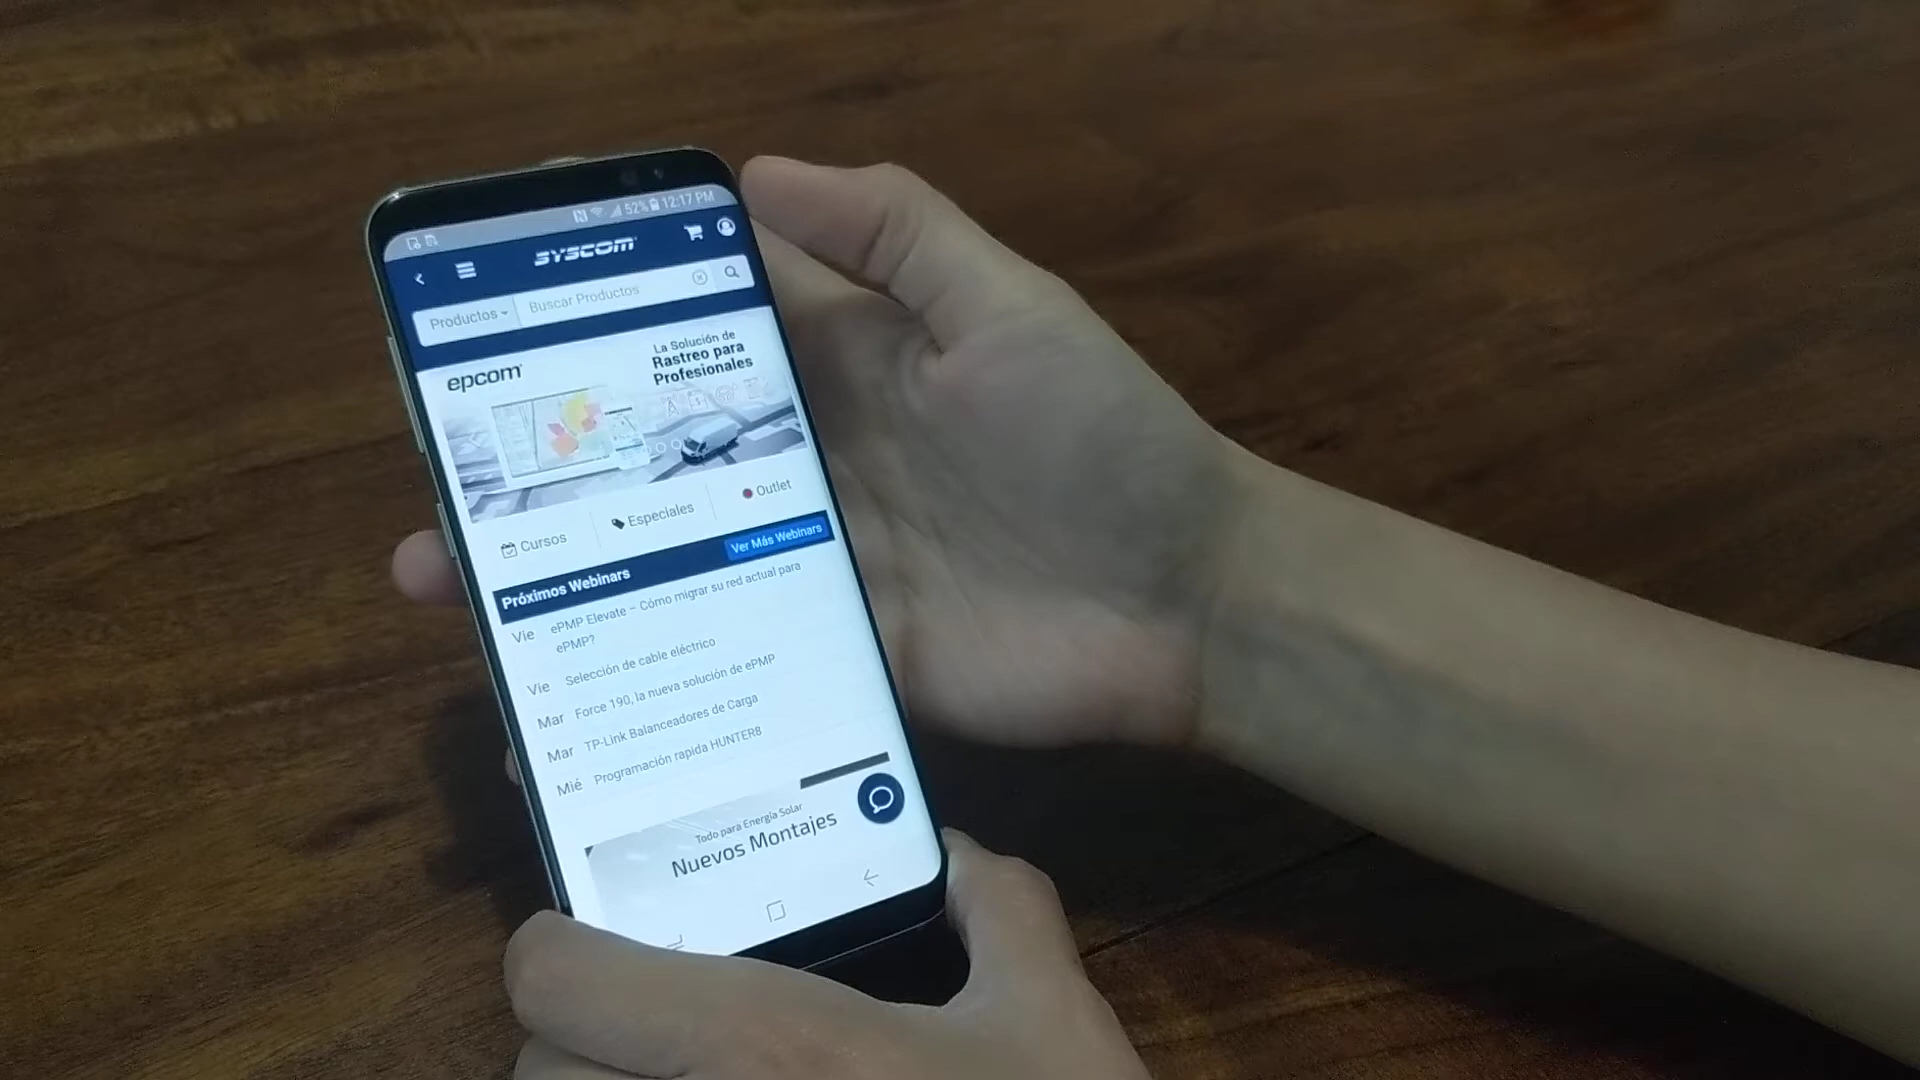 52% 12:17 PM
SYSCOM
Productos
Buscar Productos
epcom
La Solución de
Rastreo para
Profesionales
Cursos
Especiales
Outlet
Próximos Webinars
Ver Más Webinars
Vie ePMP Elevate – Cómo migrar su red actual para
ePMP?
Vie Selección de cable eléctrico
Mar Force 190, la nueva solución de ePMP
Mar TP-Link Balanceadores de Carga
Mié Programación rapida HUNTER8
Todo para Energía Solar
Nuevos Montajes